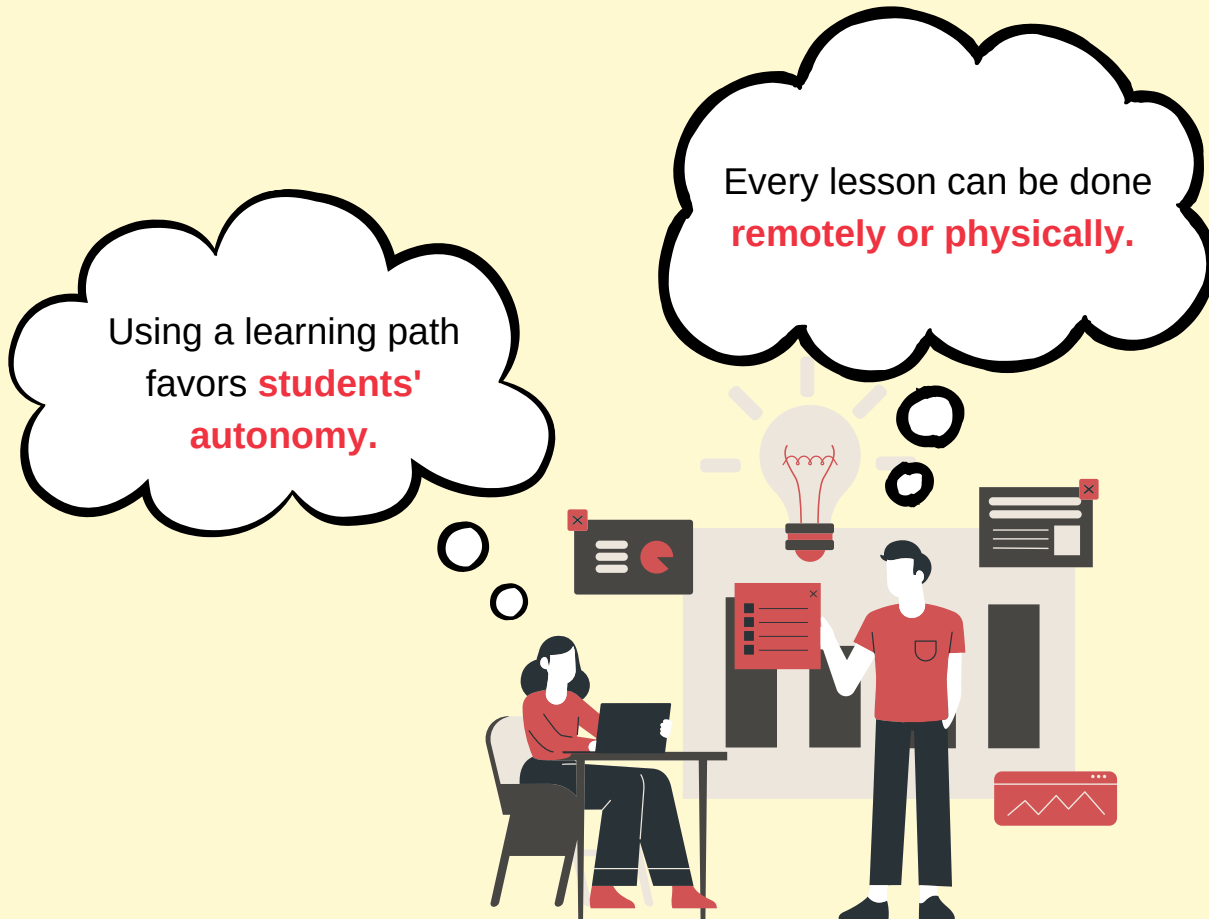 Every lesson can be done
remotely or physically.
Using a learning path
favors students'
autonomy.